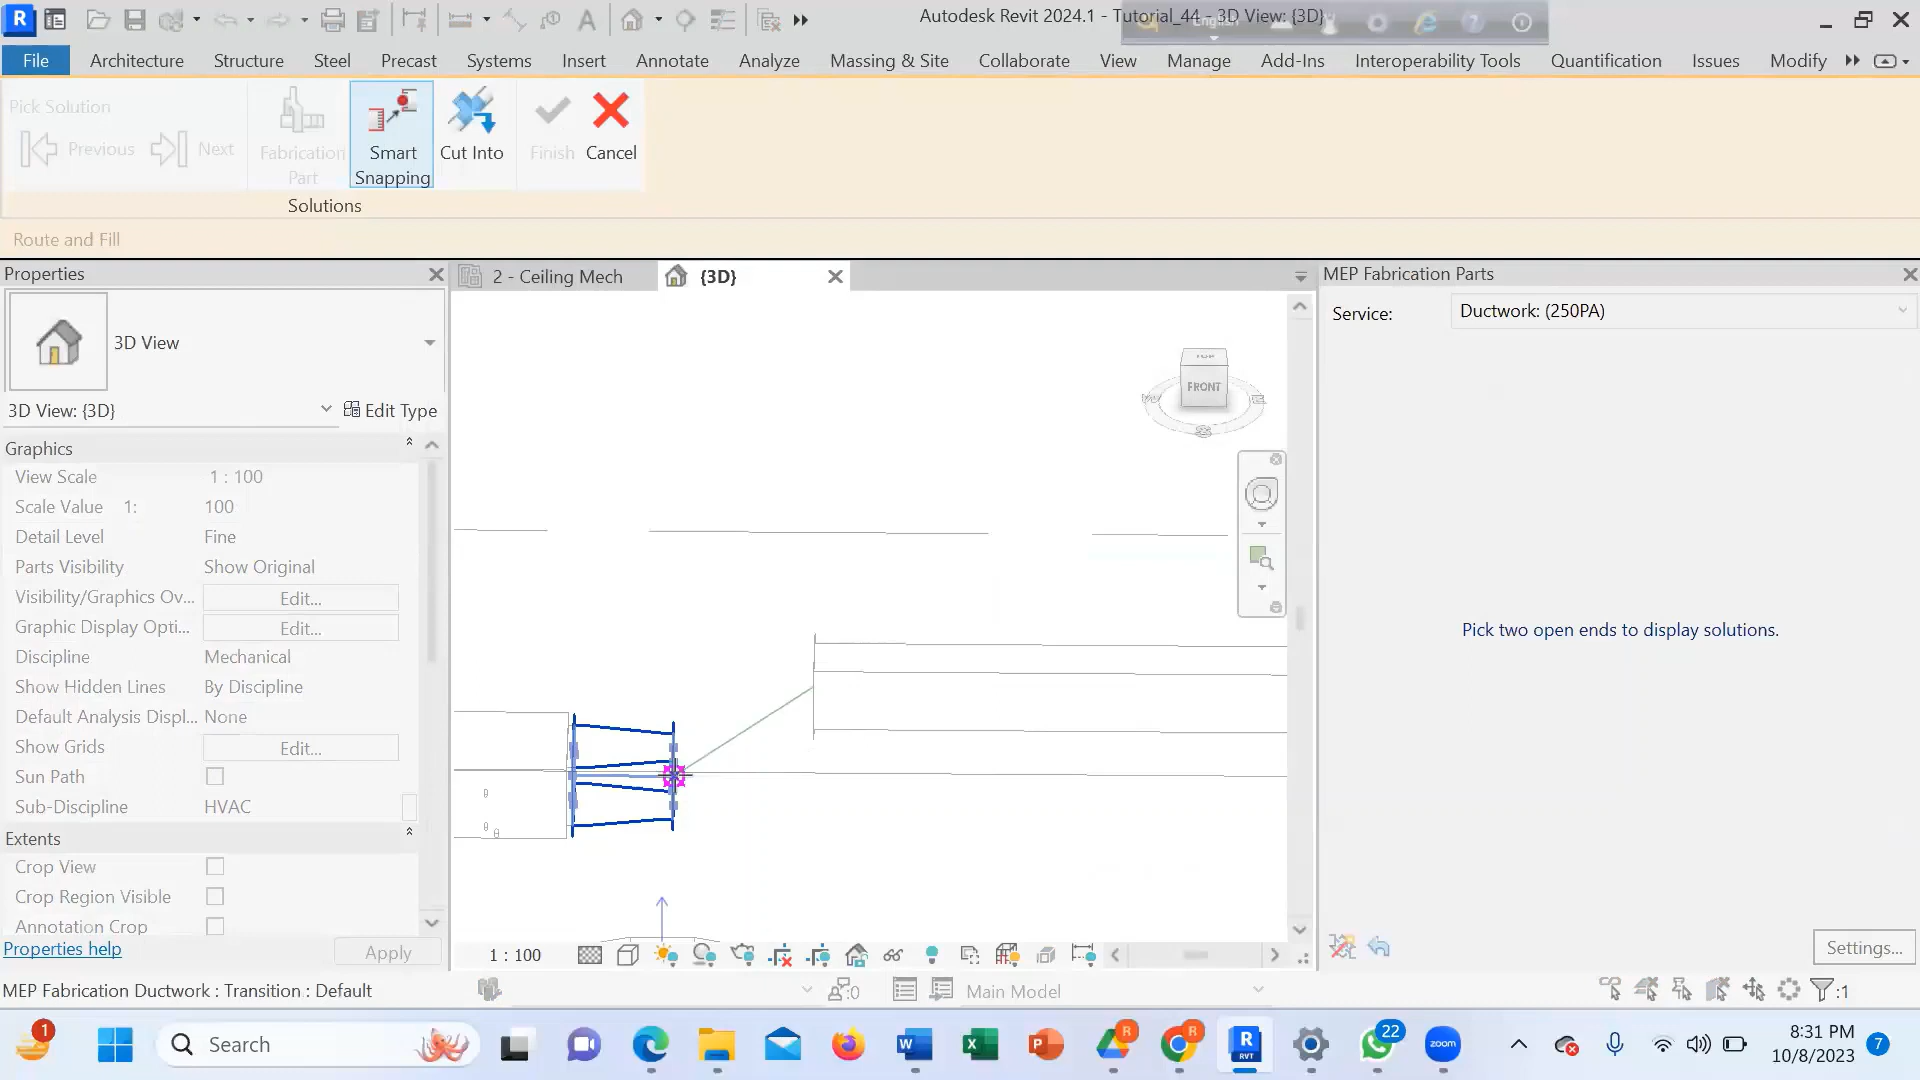 Autodesk Revit 2024.1 - Tutorial_44 - 3D View: {3D}
File
Architecture
Structure
Steel
Precast
Systems
Insert
Annotate
Analyze
Massing & Site
Collaborate
View
Manage
Add-Ins
Interoperability Tools
Quantification
Issues
Modify
Pick Solution
Previous
Next
Fabrication
Part
Smart
Snapping
Cut Into
Finish
Cancel
Solutions
Route and Fill
Properties
2 - Ceiling Mech
{3D}
MEP Fabrication Parts
3D View
Service:
Ductwork: (250PA)
3D View: {3D}
Edit Type
TOP
FRONT
Graphics
View Scale
1 : 100
Scale Value 1:
100
Detail Level
Fine
Parts Visibility
Show Original
Visibility/Graphics Ov...
Edit...
Graphic Display Opti...
Edit...
Discipline
Mechanical
Show Hidden Lines
By Discipline
Default Analysis Displ...
None
Show Grids
Edit...
Sun Path
Sub-Discipline
HVAC
Extents
Crop View
Crop Region Visible
Annotation Crop
Properties help
Apply
Pick two open ends to display solutions.
1 : 100
Settings...
MEP Fabrication Ductwork : Transition : Default
:0
Main Model
:1
1
Search
R
R
RVT
22
zoom
8:31 PM
10/8/2023
7